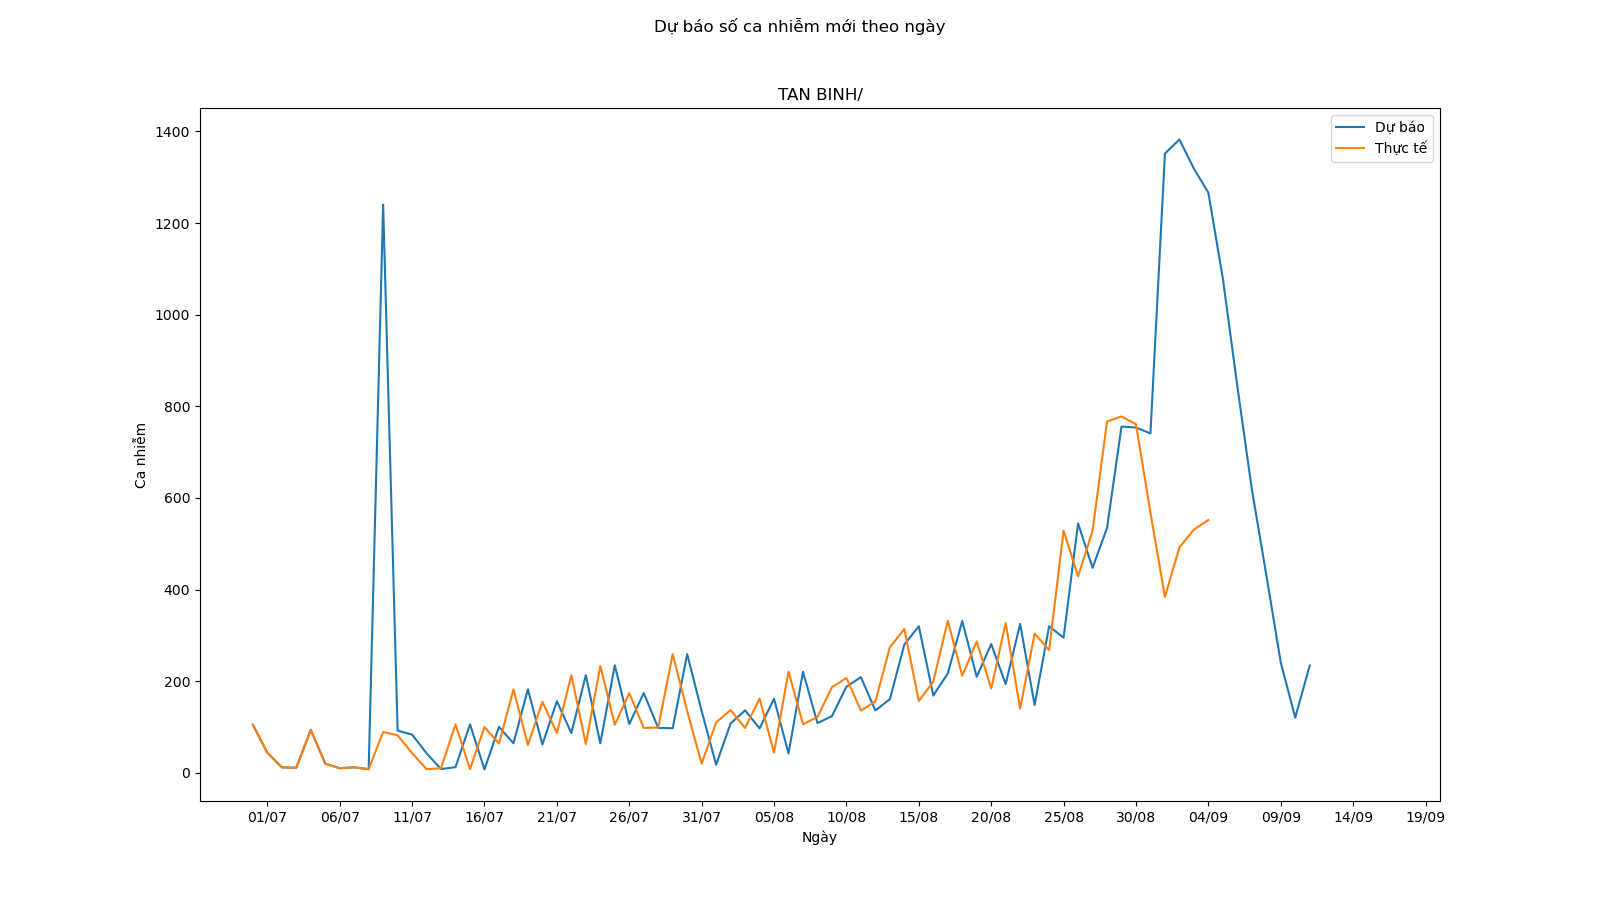 Dự báo số ca nhiễm mới theo ngày
TAN BINH/
Dự báo
Thực tế
1400
1200
1000
800
600
400
200
0
Ca nhiễm
01/07 06/07 11/07 16/07 21/07 26/07 31/07 05/08 10/08 15/08 20/08 25/08 30/08 04/09 09/09 14/09 19/09
Ngày